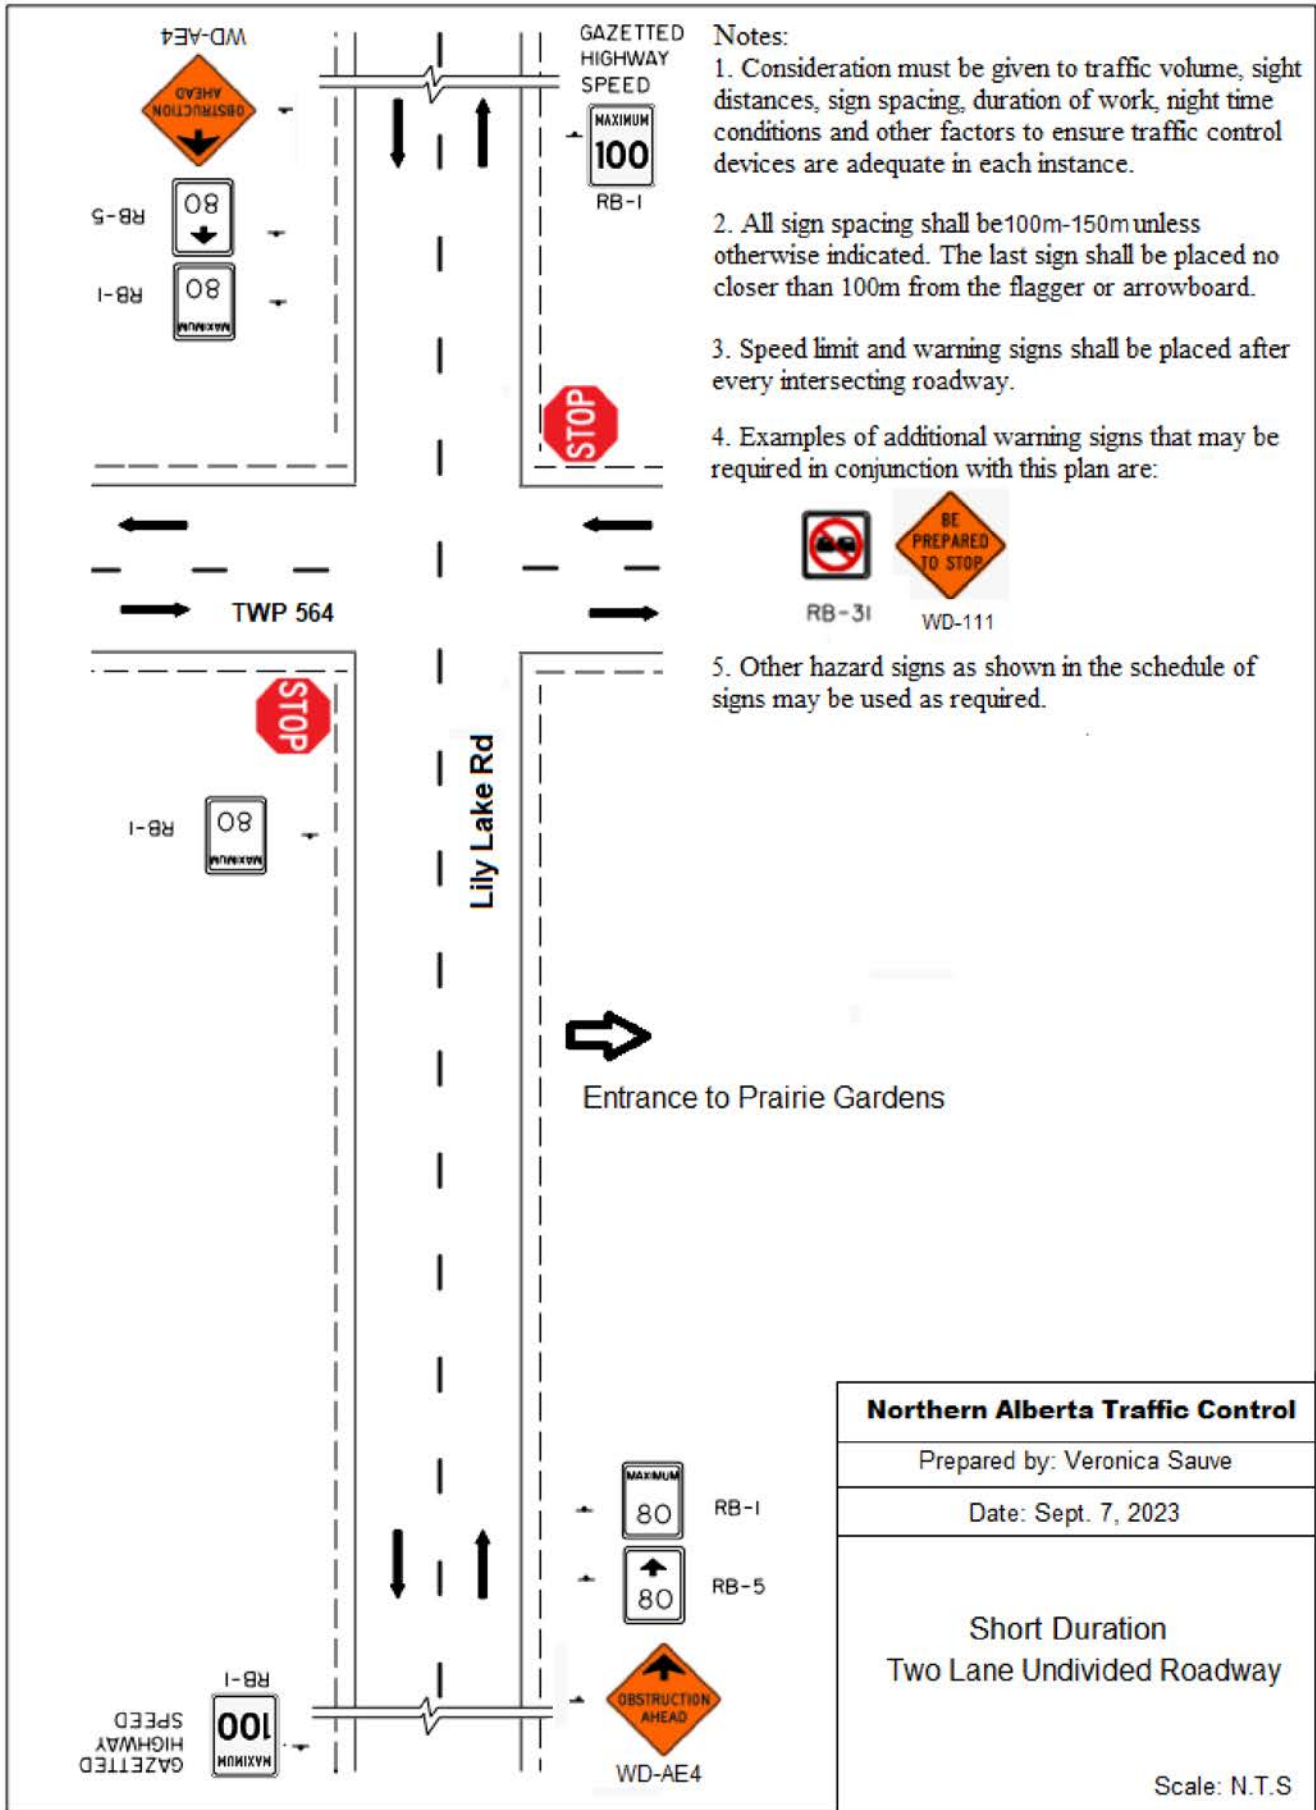 WD-AE4
OBSTRUCTION
AHEAD
RB-5
80
RB-1
MAXIMUM
80
GAZETTED
HIGHWAY
SPEED
MAXIMUM
100
RB-1
STOP
TWP 564
STOP
RB-1
MAXIMUM
80
Lily Lake Rd
Entrance to Prairie Gardens
MAXIMUM
80
RB-1
80
RB-5
OBSTRUCTION
AHEAD
WD-AE4
RB-1
MAXIMUM
100
GAZETTED
HIGHWAY
SPEED
Notes:
1. Consideration must be given to traffic volume, sight
distances, sign spacing, duration of work, night time
conditions and other factors to ensure traffic control
devices are adequate in each instance.
2. All sign spacing shall be100m-150m unless
otherwise indicated. The last sign shall be placed no
closer than 100m from the flagger or arrowboard.
3. Speed limit and warning signs shall be placed after
every intersecting roadway.
4. Examples of additional warning signs that may be
required in conjunction with this plan are:
BE
PREPARED
TO STOP
RB-31
WD-111
5. Other hazard signs as shown in the schedule of
signs may be used as required.
Northern Alberta Traffic Control
Prepared by: Veronica Sauve
Date: Sept. 7, 2023
Short Duration
Two Lane Undivided Roadway
Scale: N.T.S